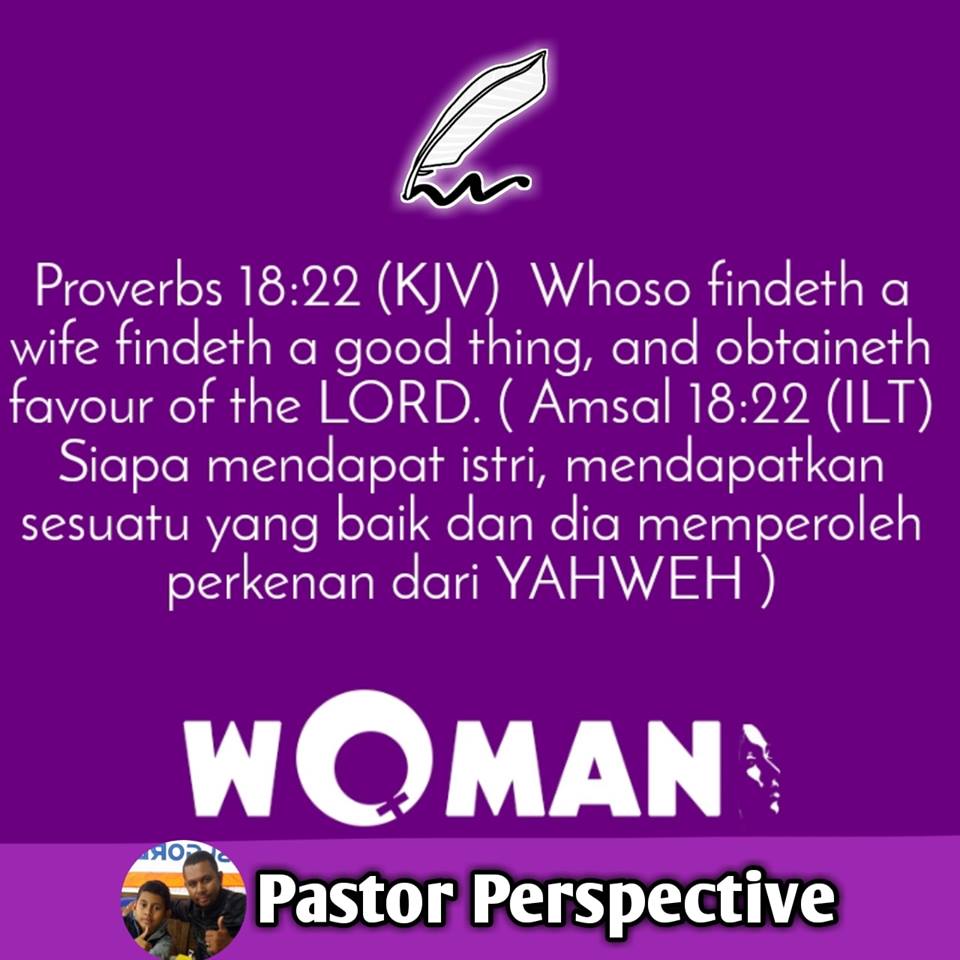 Proverbs 18:22 (KJV)  Whoso findeth a
wife findeth a good thing, and obtaineth
favour of the LORD. ( Amsal 18:22 (ILT)
Siapa mendapat istri, mendapatkan
sesuatu yang baik dan dia memperoleh
perkenan dari YAHWEH )
WOMAN
Pastor Perspective